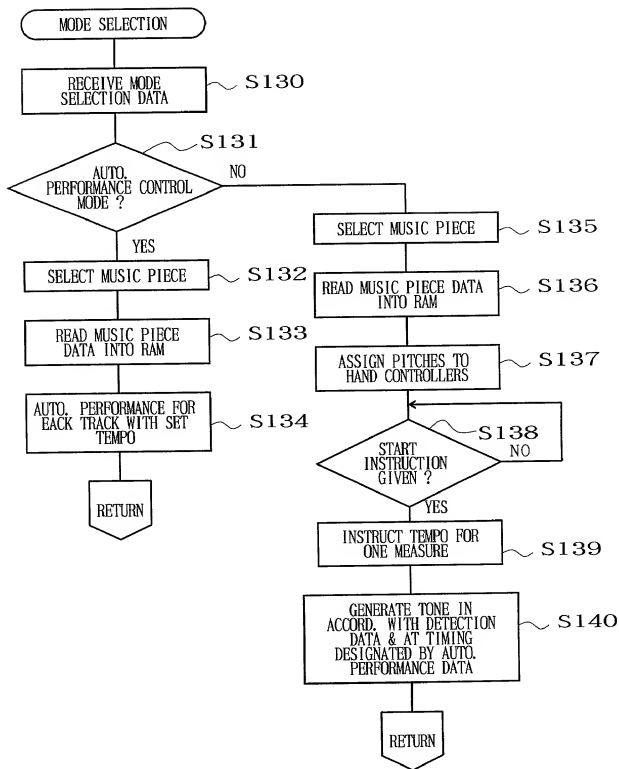 MODE SELECTION
RECEIVE MODE
SELECTION DATA
S130
S131
AUTO.
PERFORMANCE CONTROL
MODE ?
NO
YES
SELECT MUSIC PIECE
S132
READ MUSIC PIECE
DATA INTO RAM
S133
AUTO. PERFORMANCE FOR
EACK TRACK WITH SET
TEMPO
S134
RETURN
SELECT MUSIC PIECE
S135
READ MUSIC PIECE DATA
INTO RAM
S136
ASSIGN PITCHES TO
HAND CONTROLLERS
S137
S138
START
INSTRUCTION
GIVEN ?
NO
YES
INSTRUCT TEMPO FOR
ONE MEASURE
S139
GENERATE TONE IN
ACCORD. WITH DETECTION
DATA & AT TIMING
DESIGNATED BY AUTO.
PERFORMANCE DATA
S140
RETURN